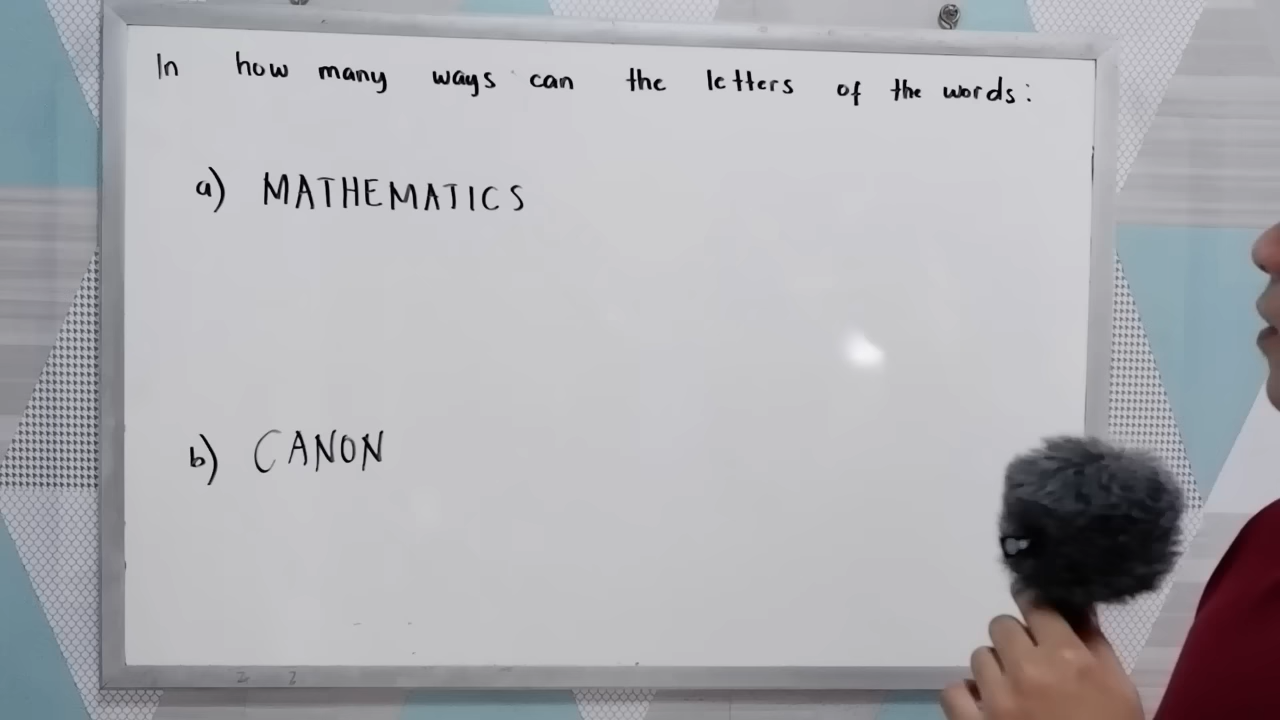 In how many ways can the letters of the words:
a) MATHEMATICS
b) CANON